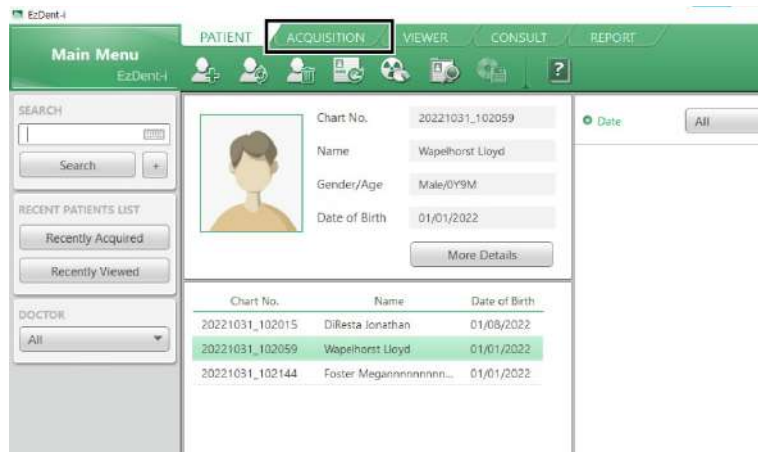 EzDent-i
PATIENT ACQUISITION VIEWER CONSULT REPORT
Main Menu
EzDent-i
?
SEARCH
Search +
RECENT PATIENTS LIST
Recently Acquired
Recently Viewed
DOCTOR
All
Chart No. 20221031_102059
Name Wapelhorst Lloyd
Gender/Age Male/0Y9M
Date of Birth 01/01/2022
More Details
Chart No. Name Date of Birth
20221031_102015 DiResta Jonathan 01/08/2022
20221031_102059 Wapelhorst Lloyd 01/01/2022
20221031_102144 Foster Megannnnnnnnn... 01/01/2022
Date All